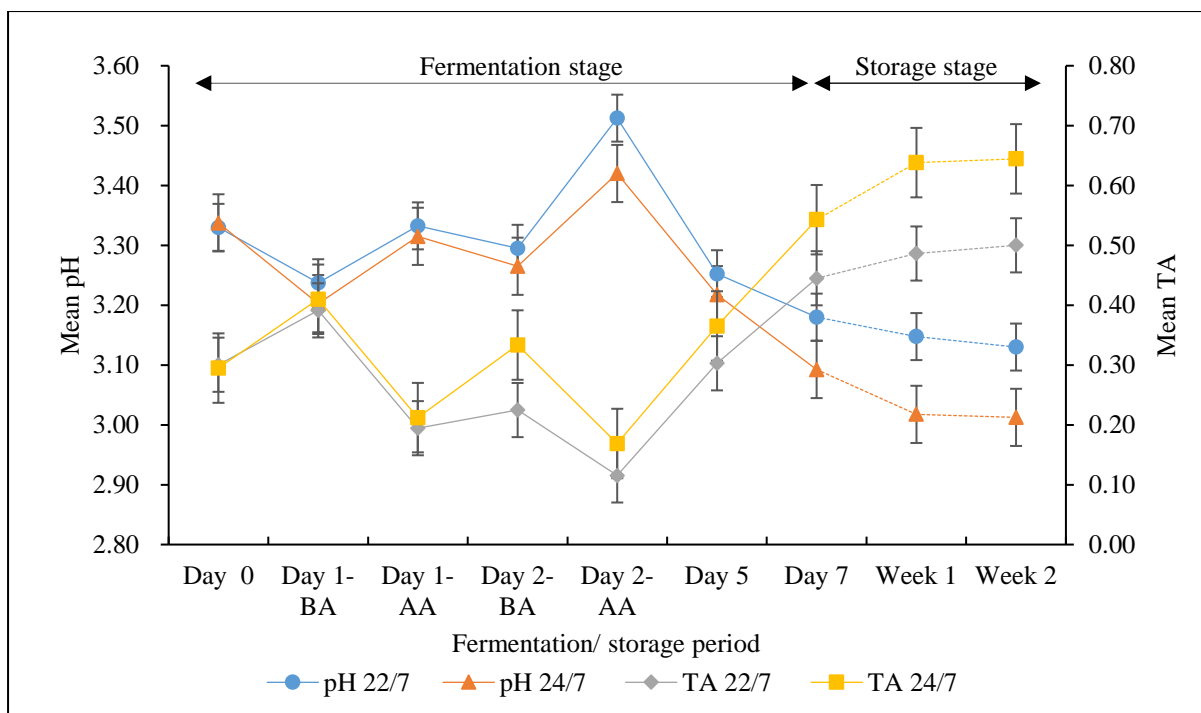 Fermentation stage
Storage stage
3.60
3.50
3.40
3.30
3.20
3.10
3.00
2.90
2.80
Mean pH
0.80
0.70
0.60
0.50
0.40
0.30
0.20
0.10
0.00
Mean TA
Day 0
Day 1-
BA
Day 1-
AA
Day 2-
BA
Day 2-
AA
Day 5
Day 7
Week 1
Week 2
Fermentation/ storage period
pH 22/7
pH 24/7
TA 22/7
TA 24/7